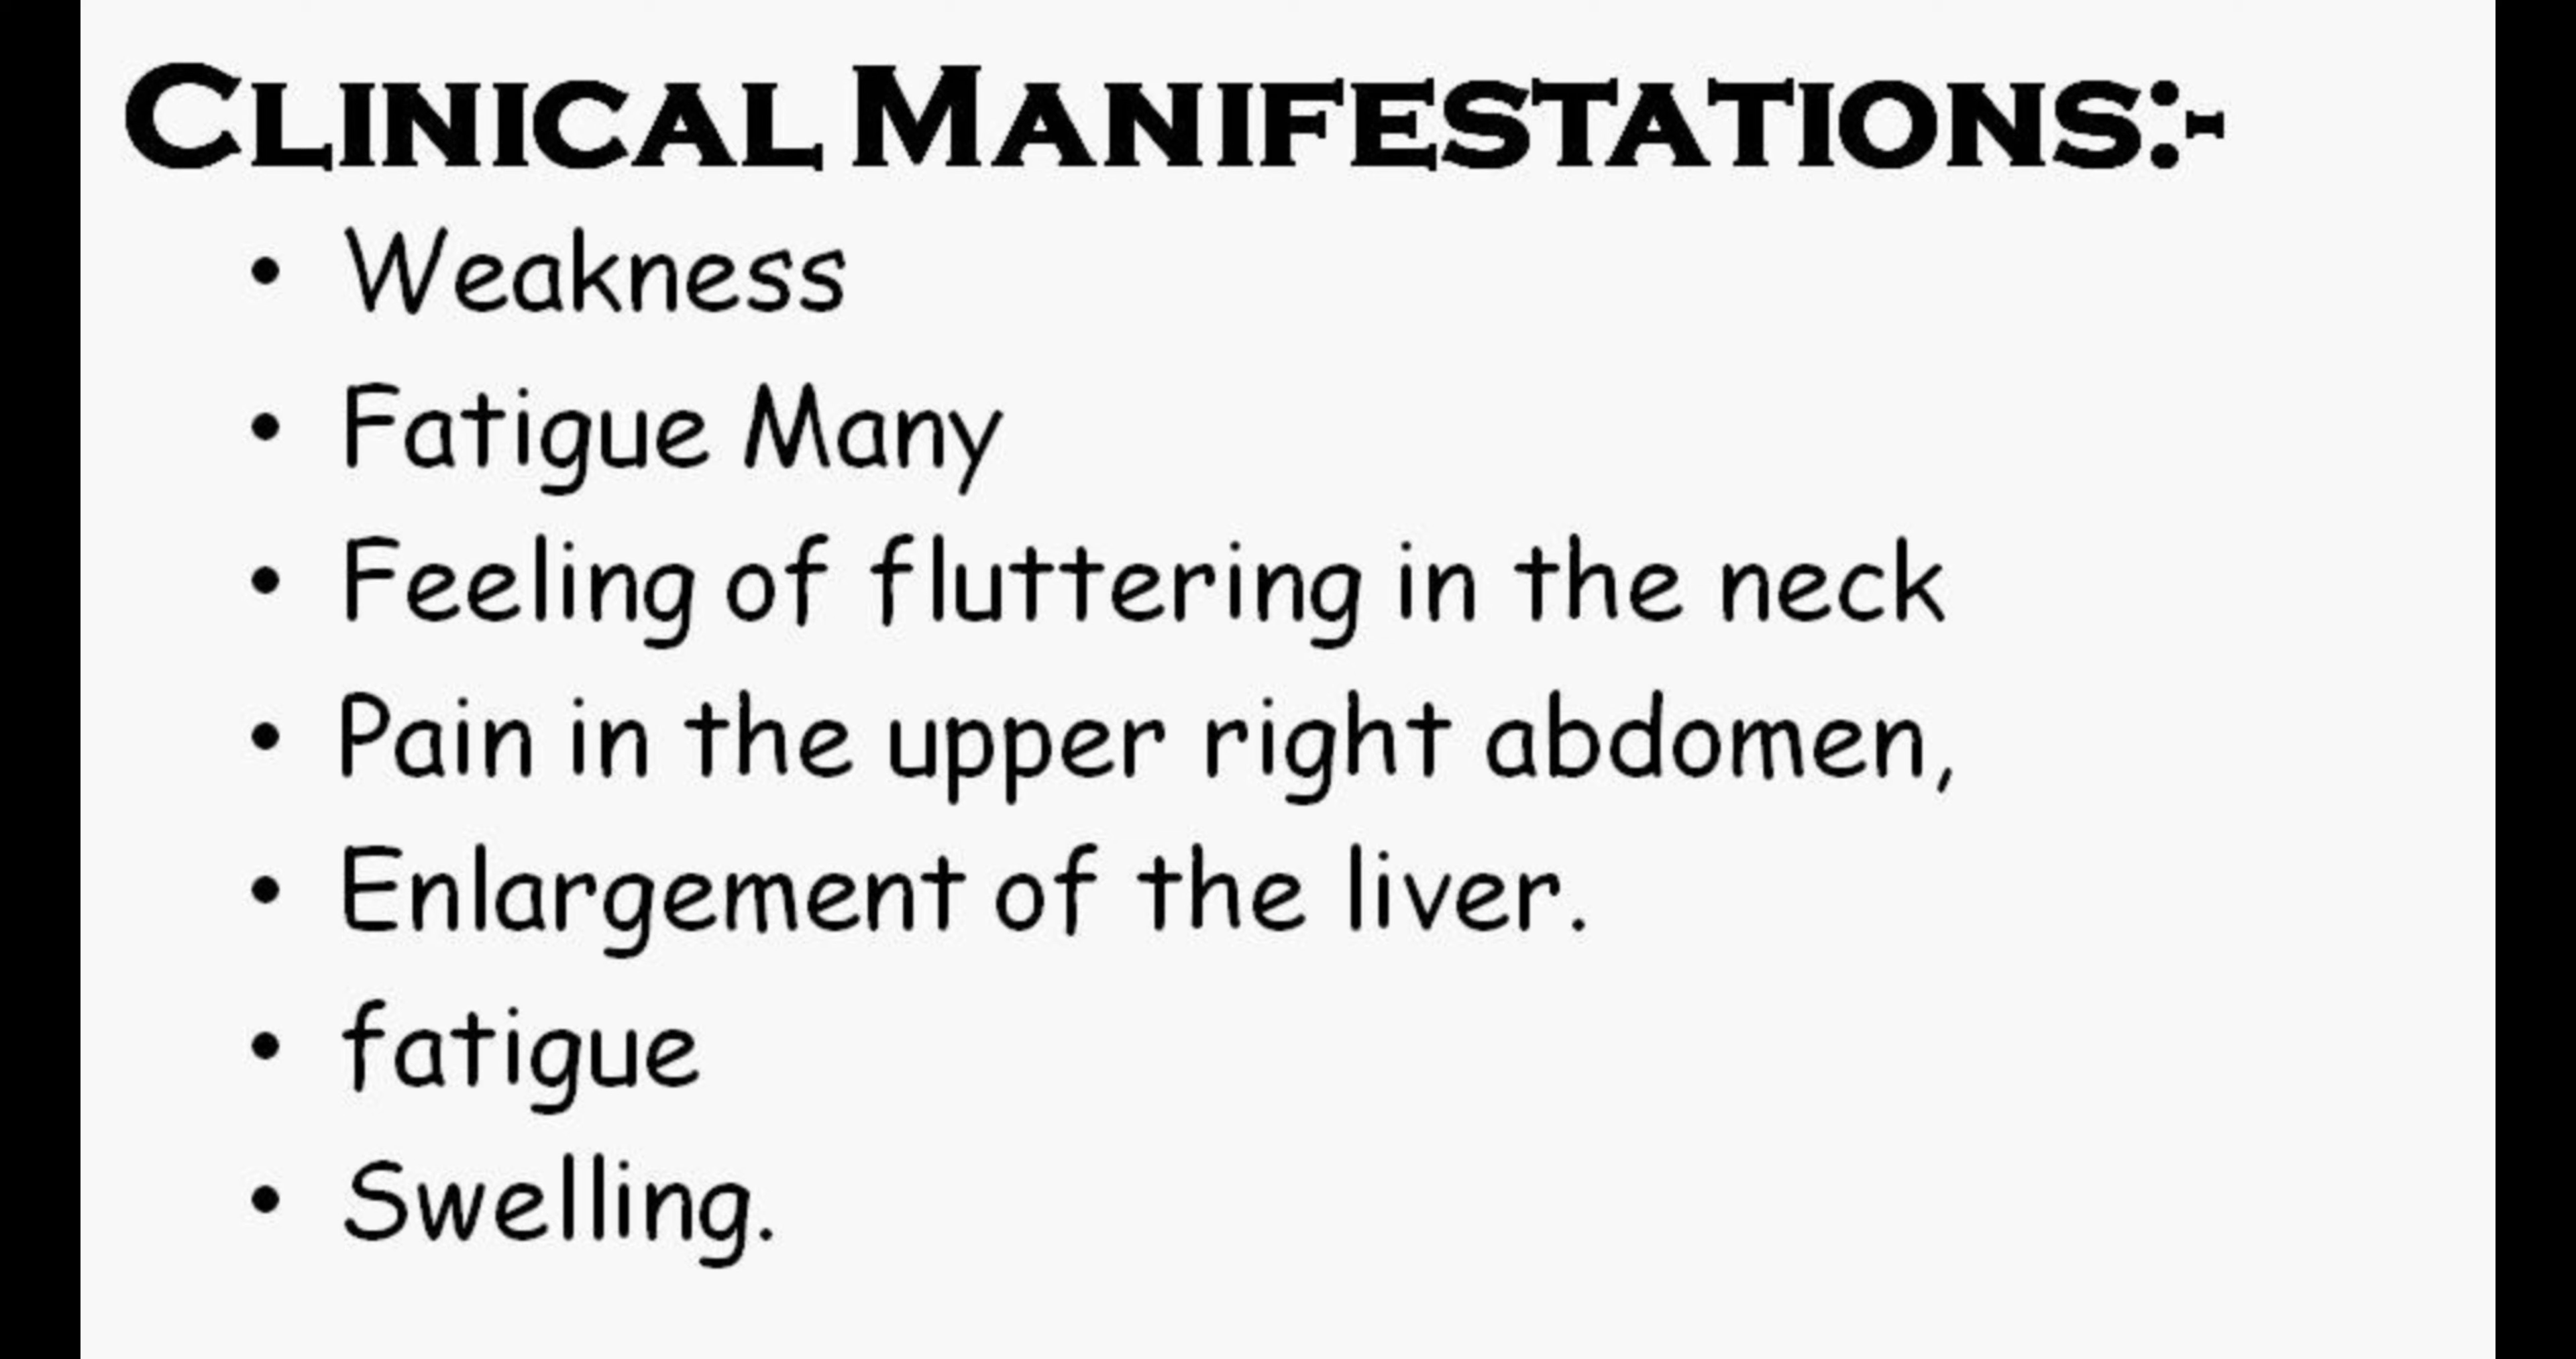 CLINICAL MANIFESTATIONS:-
• Weakness
• Fatigue Many
• Feeling of fluttering in the neck
• Pain in the upper right abdomen,
• Enlargement of the liver.
• fatigue
• Swelling.